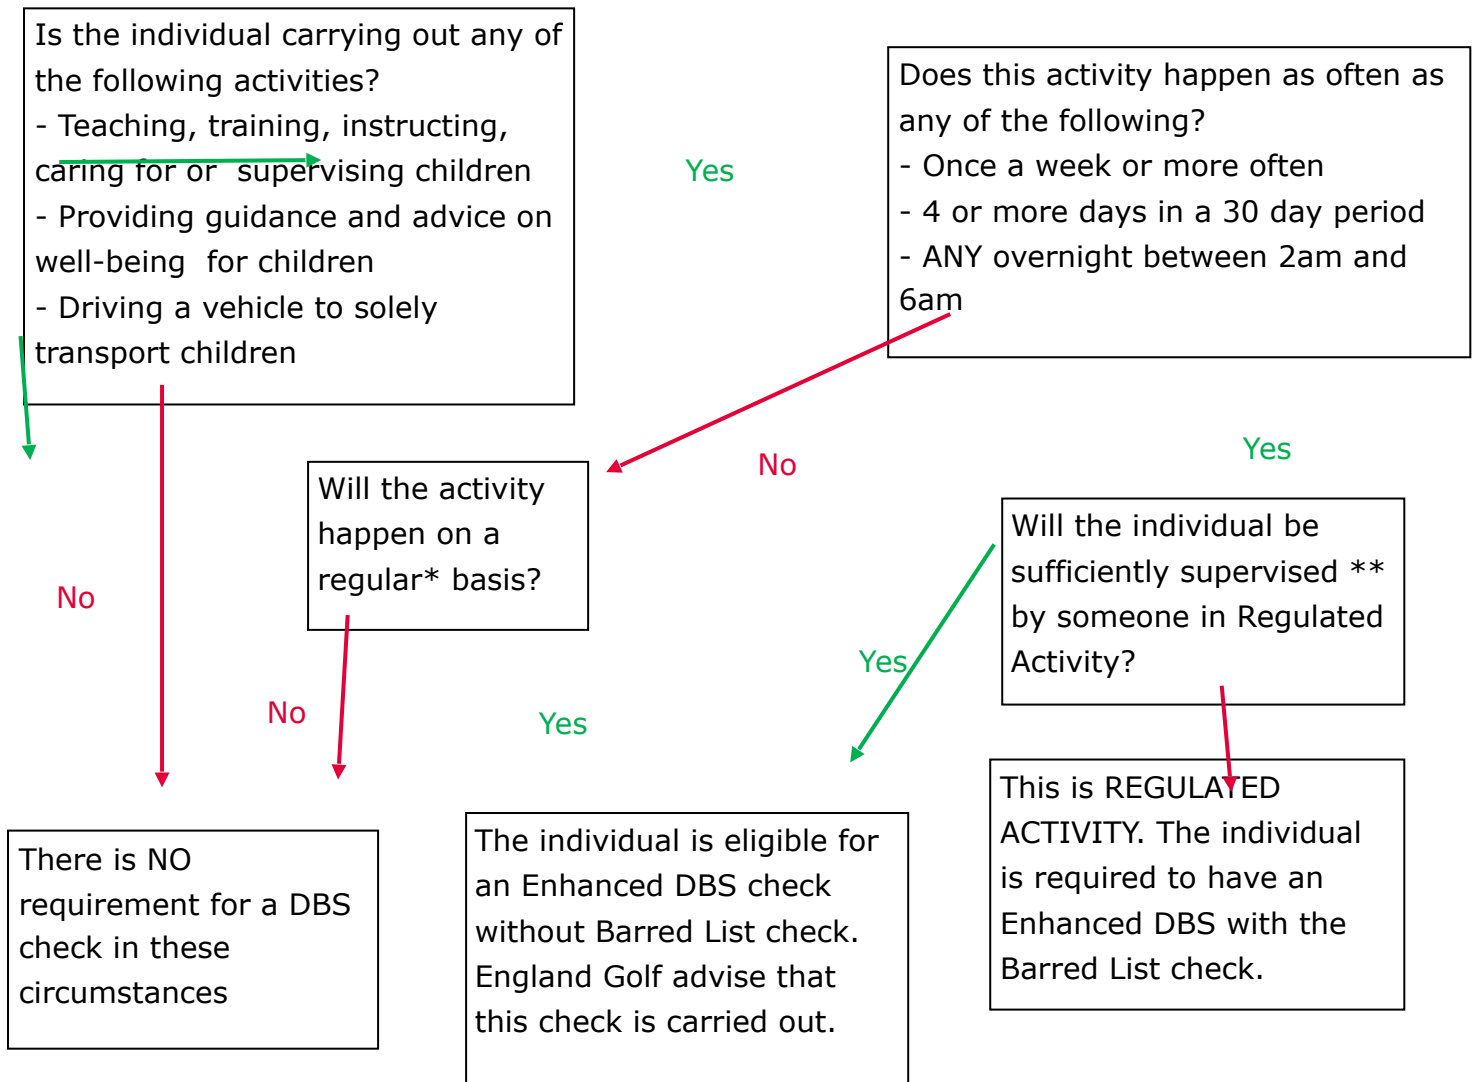 Is the individual carrying out any of
the following activities?
- Teaching, training, instructing,
caring for or  supervising children
- Providing guidance and advice on
well-being  for children
- Driving a vehicle to solely
transport children
Yes
Does this activity happen as often as
any of the following?
- Once a week or more often
- 4 or more days in a 30 day period
- ANY overnight between 2am and
6am
No
Yes
Will the activity
happen on a
regular* basis?
Will the individual be
sufficiently supervised **
by someone in Regulated
Activity?
No
Yes
No
Yes
There is NO
requirement for a DBS
check in these
circumstances
The individual is eligible for
an Enhanced DBS check
without Barred List check.
England Golf advise that
this check is carried out.
This is REGULATED
ACTIVITY. The individual
is required to have an
Enhanced DBS with the
Barred List check.